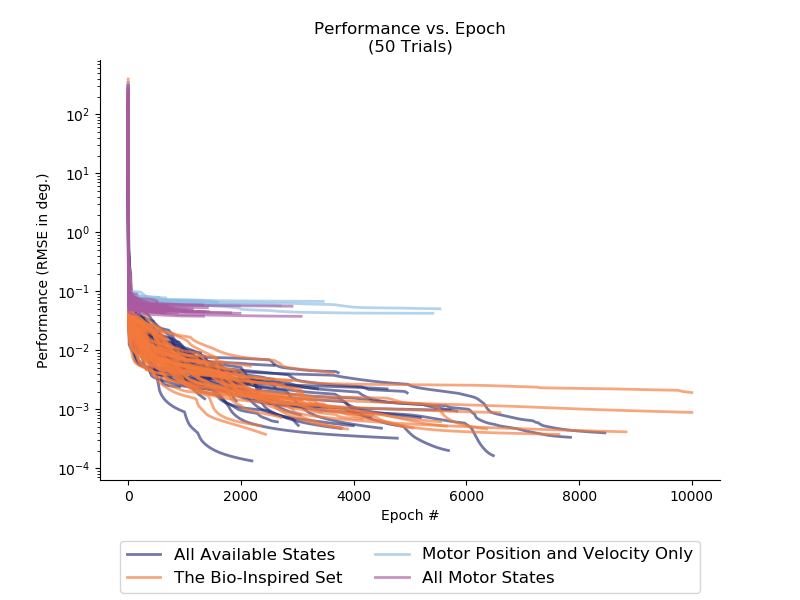 Performance vs. Epoch
(50 Trials)
Performance (RMSE in deg.)
10²
10¹
10⁰
10⁻¹
10⁻²
10⁻³
10⁻⁴
0 2000 4000 6000 8000 10000
Epoch #
All Available States Motor Position and Velocity Only
The Bio-Inspired Set All Motor States